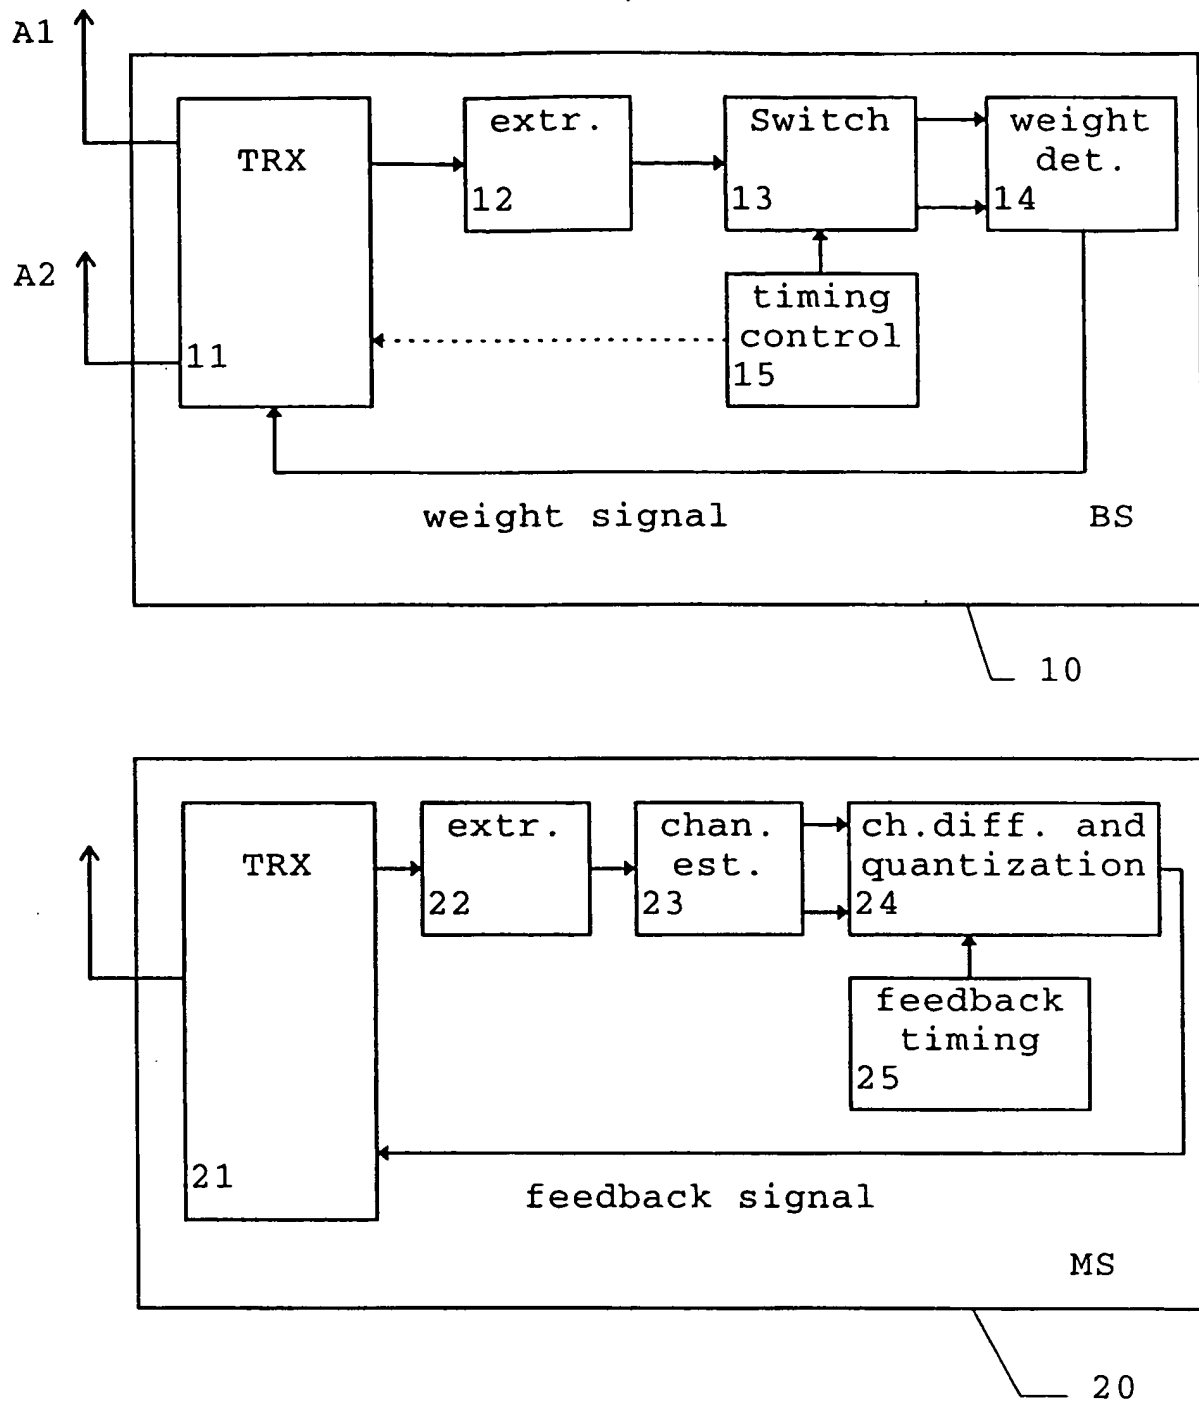 A1
TRX
11
extr.
12
Switch
13
weight
det.
14
A2
timing
control
15
weight signal
BS
10
TRX
21
extr.
22
chan.
est.
23
ch.diff. and
quantization
24
feedback
timing
25
feedback signal
MS
20